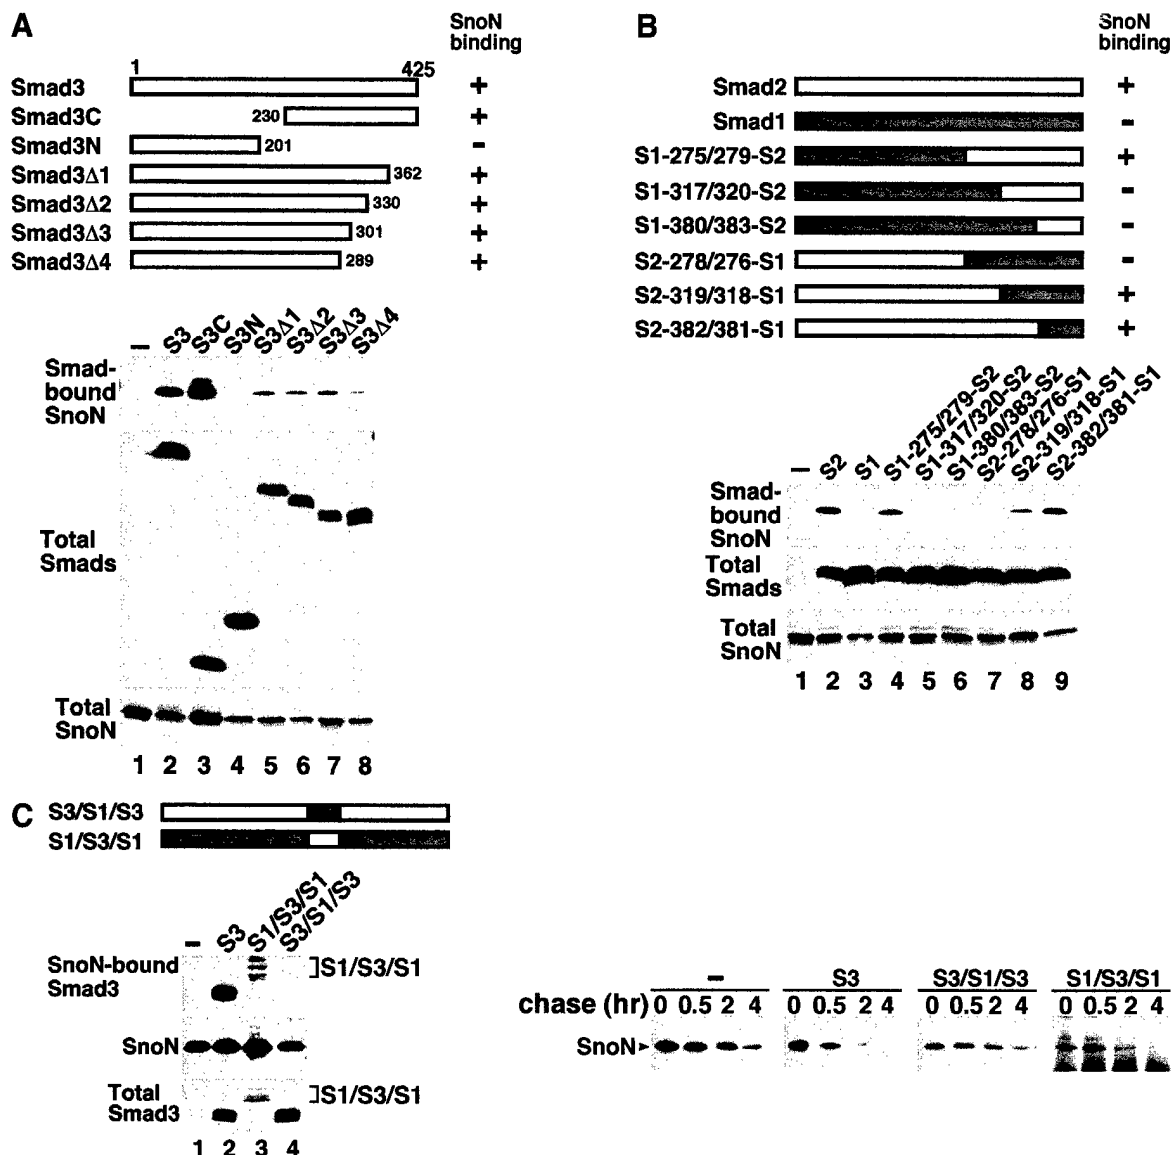 A
SnoN
binding
1 425
Smad3 +
Smad3C 230 +
Smad3N 201 -
Smad3Δ1 362 +
Smad3Δ2 330 +
Smad3Δ3 301 +
Smad3Δ4 289 +
– S3 S3C S3N S3Δ1 S3Δ2 S3Δ3 S3Δ4
Smad-
bound
SnoN
Total
Smads
Total
SnoN
1 2 3 4 5 6 7 8
B
SnoN
binding
Smad2 +
Smad1 -
S1-275/279-S2 +
S1-317/320-S2 -
S1-380/383-S2 -
S2-278/276-S1 -
S2-319/318-S1 +
S2-382/381-S1 +
– S2 S1 S1-275/279-S2 S1-317/320-S2 S1-380/383-S2 S2-278/276-S1 S2-319/318-S1 S2-382/381-S1
Smad-
bound
SnoN
Total
Smads
Total
SnoN
1 2 3 4 5 6 7 8 9
C
S3/S1/S3
S1/S3/S1
– S3 S1/S3/S1 S3/S1/S3
SnoN-bound
Smad3
S1/S3/S1
SnoN
Total
Smad3
S1/S3/S1
1 2 3 4
– S3 S3/S1/S3 S1/S3/S1
chase (hr) 0 0.5 2 4 0 0.5 2 4 0 0.5 2 4 0 0.5 2 4
SnoN